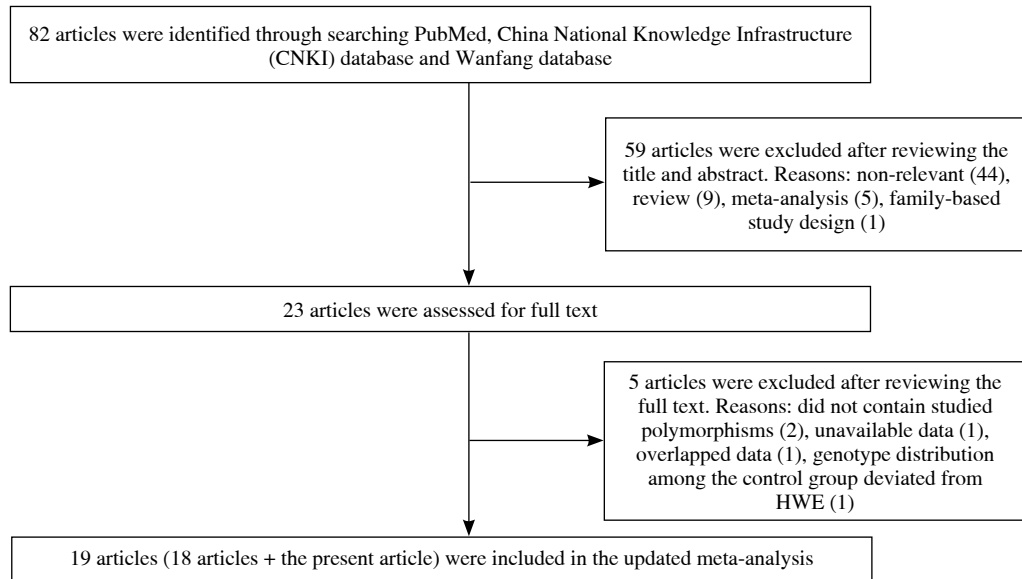 82 articles were identified through searching PubMed, China National Knowledge Infrastructure
(CNKI) database and Wanfang database
59 articles were excluded after reviewing the
title and abstract. Reasons: non-relevant (44),
review (9), meta-analysis (5), family-based
study design (1)
23 articles were assessed for full text
5 articles were excluded after reviewing the
full text. Reasons: did not contain studied
polymorphisms (2), unavailable data (1),
overlapped data (1), genotype distribution
among the control group deviated from
HWE (1)
19 articles (18 articles + the present article) were included in the updated meta-analysis